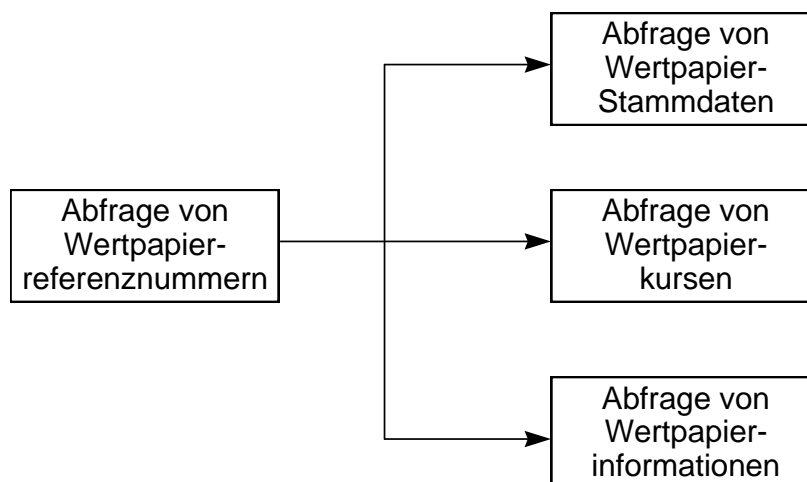 Abfrage von
Wertpapier-
Stammdaten
Abfrage von
Wertpapier-
referenznummern
Abfrage von
Wertpapier-
kursen
Abfrage von
Wertpapier-
informationen